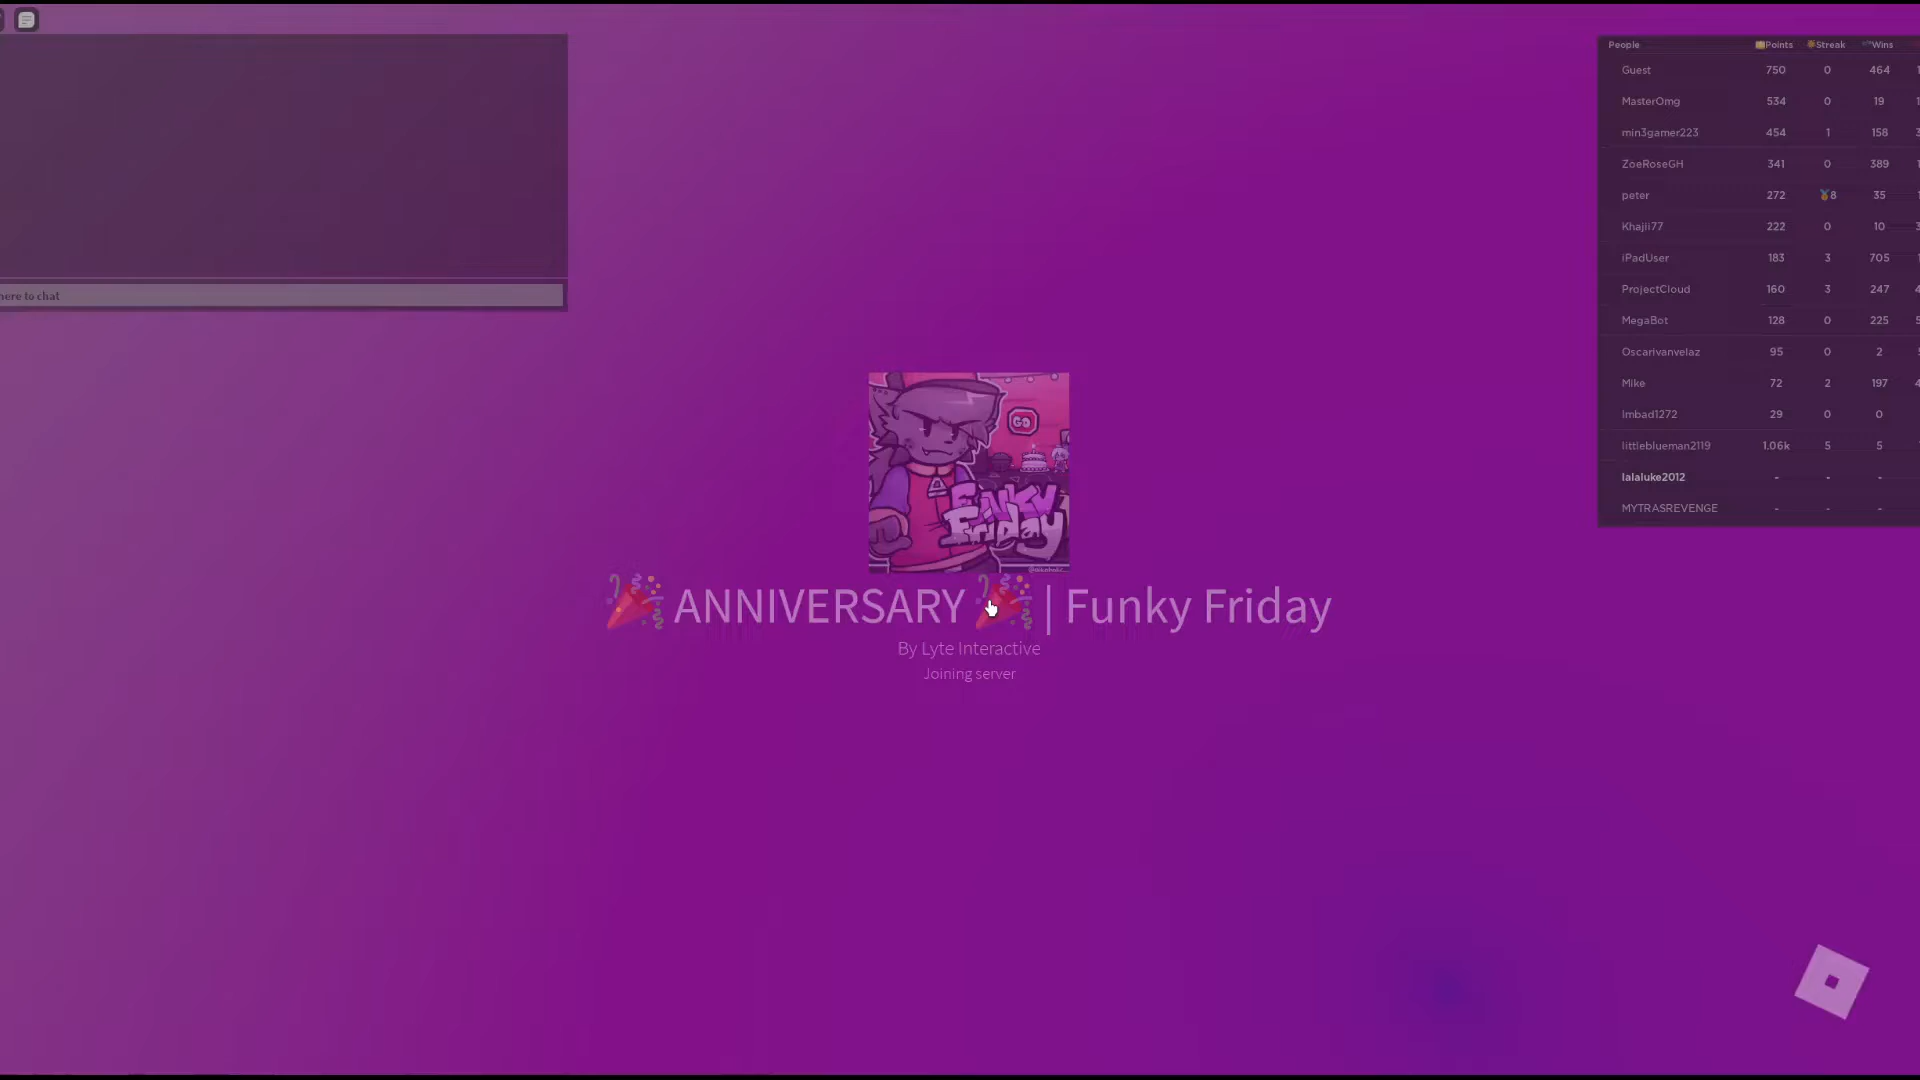 here to chat
People Points Streak Wins
Guest 750 0 464
MasterOmg 534 0 19
min3gamer223 454 1 158
ZoeRoseGH 341 0 389
peter 272 8 35
Khajii77 222 0 10
iPadUser 183 3 705
ProjectCloud 160 3 247
MegaBot 128 0 225
Oscarivanvelaz 95 0 2
Mike 72 2 197
Imbad1272 29 0 0
littleblueman2119 1.06k 5 5
lalaluke2012 - - -
MYTRASREVENGE - - -
GO
Funky
Friday
🎉 ANNIVERSARY 🎉 | Funky Friday
By Lyte Interactive
Joining server